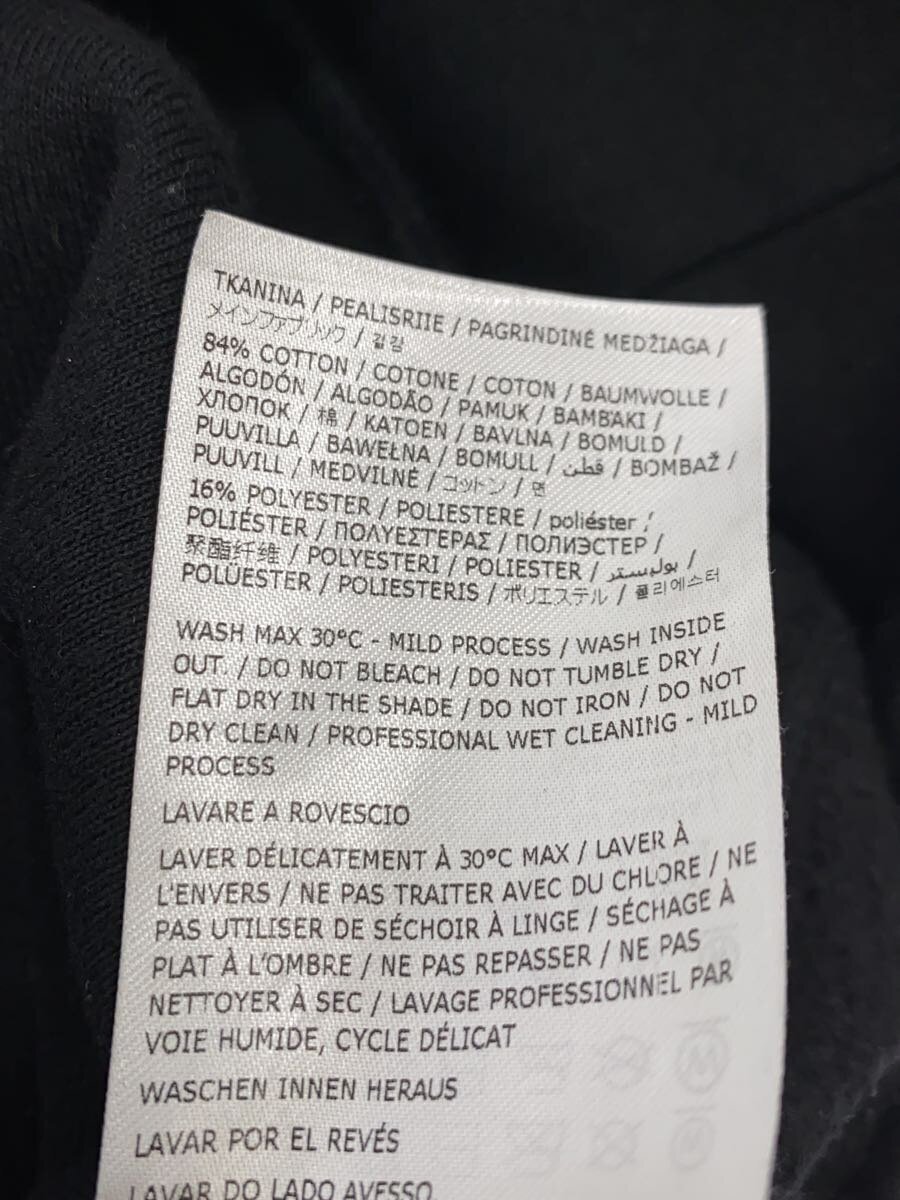 TKANINA / PEALISRIIE / PAGRINDINĖ MEDŽIAGA /
メインファブリック / 겉감
84% COTTON / COTONE / COTON / BAUMWOLLE /
ALGODÓN / ALGODÃO / PAMUK / BAMBAKI /
ХЛОПОК / 棉 / KATOEN / BAVLNA / BOMULD /
PUUVILLA / BAWEŁNA / BOMULL / قطن / BOMBAŽ /
PUUVILL / MEDVILNĖ / コットン / 면
16% POLYESTER / POLIESTERE / poliéster /
POLIÉSTER / ΠΟΛΥΕΣΤΕΡΑΣ / ПОЛИЭСТЕР /
聚酯纤维 / POLYESTERI / POLIESTER / بوليستر /
POLÜESTER / POLIESTERIS / ポリエステル / 폴리에스터
WASH MAX 30°C - MILD PROCESS / WASH INSIDE
OUT. / DO NOT BLEACH / DO NOT TUMBLE DRY /
FLAT DRY IN THE SHADE / DO NOT IRON / DO NOT
DRY CLEAN / PROFESSIONAL WET CLEANING - MILD
PROCESS
LAVARE A ROVESCIO
LAVER DÉLICATEMENT À 30°C MAX / LAVER À
L'ENVERS / NE PAS TRAITER AVEC DU CHLORE / NE
PAS UTILISER DE SÉCHOIR À LINGE / SÉCHAGE À
PLAT À L'OMBRE / NE PAS REPASSER / NE PAS
NETTOYER À SEC / LAVAGE PROFESSIONNEL PAR
VOIE HUMIDE, CYCLE DÉLICAT
WASCHEN INNEN HERAUS
LAVAR POR EL REVÉS
LAVAR DO LADO AVESSO